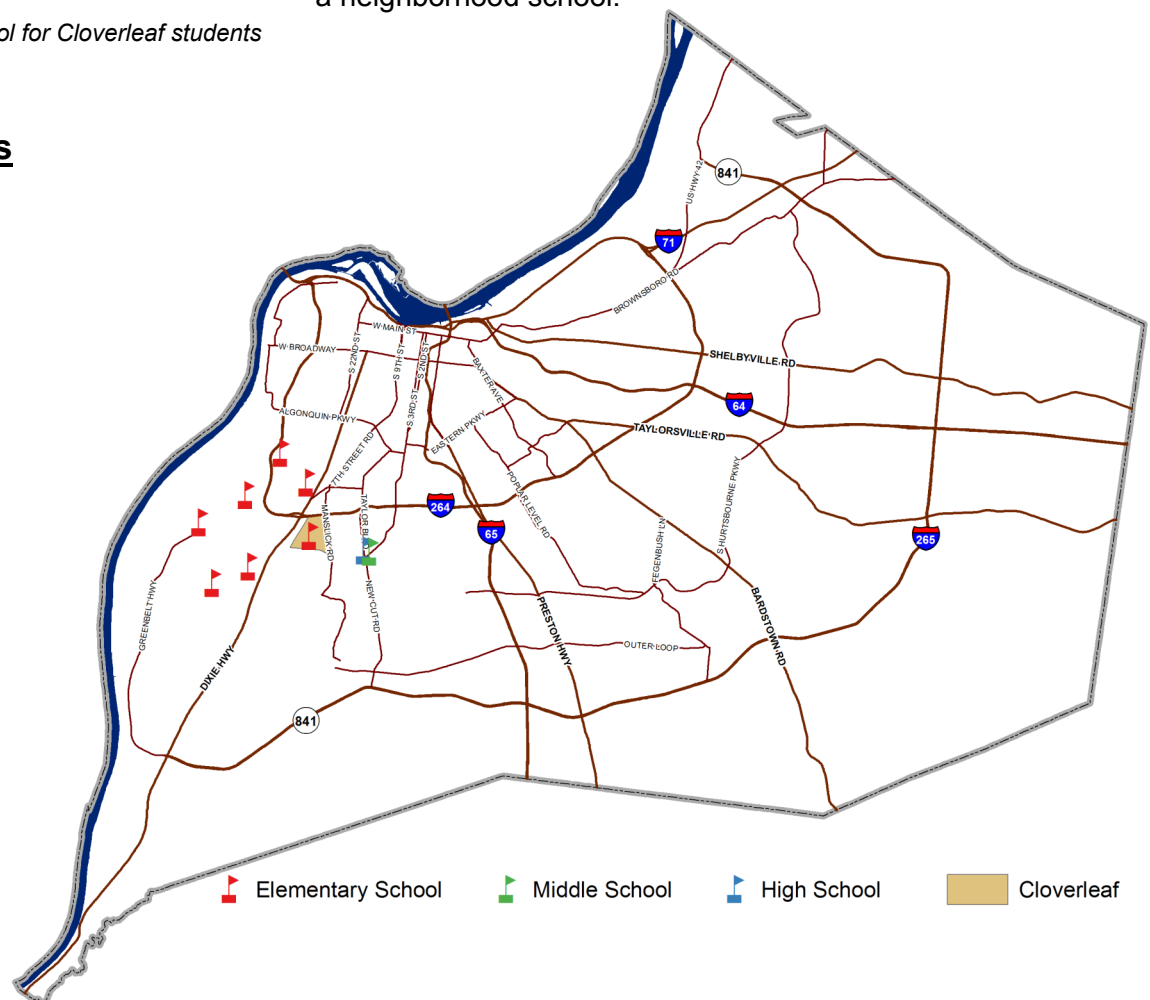 a neighborhood school.
ol for Cloverleaf students
s
US HWY 42
841
71
BROWNSBORO RD
W MAIN ST
W BROADWAY
S 22ND ST
S 9TH ST
S 2ND ST
S 3RD ST
BAXTER AVE
SHELBYVILLE RD
64
ALGONQUIN PKWY
EASTERN PKWY
TAYLORSVILLE RD
7TH STREET RD
POPLAR LEVEL RD
S HURTSBOURNE PKWY
264
65
265
MANSLICK RD
TAYLOR BLVD
FEGENBUSH LN
GREENBELT HWY
NEW CUT RD
PRESTON HWY
BARDSTOWN RD
OUTER LOOP
DIXIE HWY
841
Elementary School
Middle School
High School
Cloverleaf